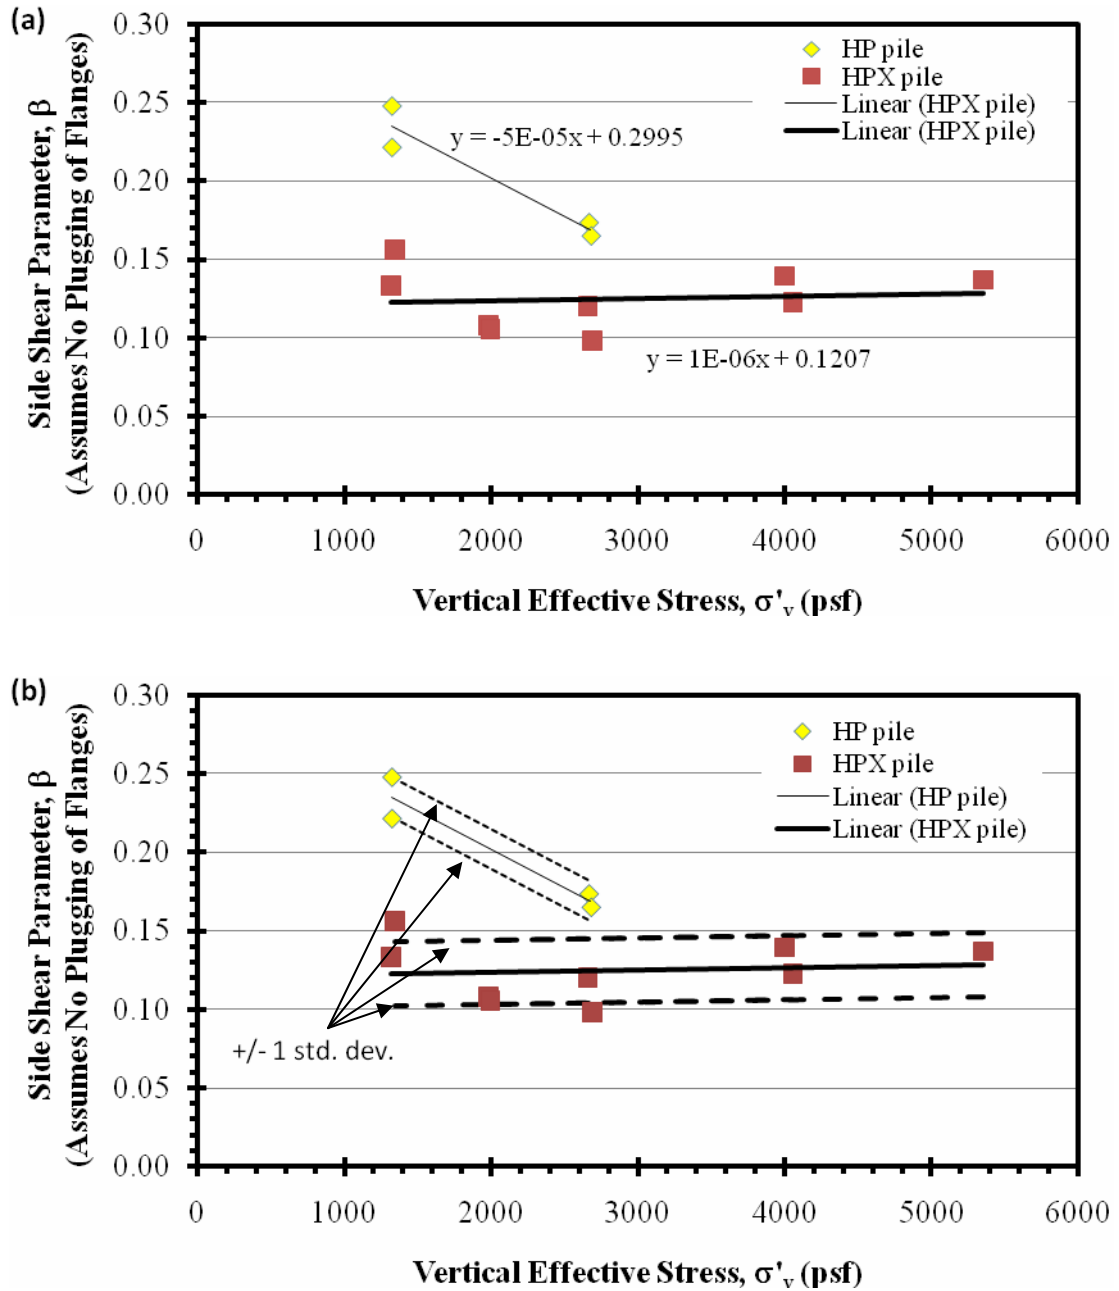 (a)
Side Shear Parameter, β
(Assumes No Plugging of Flanges)
0.30
0.25
0.20
0.15
0.10
0.05
0.00
HP pile
HPX pile
Linear (HPX pile)
Linear (HPX pile)
y = -5E-05x + 0.2995
y = 1E-06x + 0.1207
0 1000 2000 3000 4000 5000 6000
Vertical Effective Stress, σ'v (psf)
(b)
Side Shear Parameter, β
(Assumes No Plugging of Flanges)
0.30
0.25
0.20
0.15
0.10
0.05
0.00
HP pile
HPX pile
Linear (HP pile)
Linear (HPX pile)
+/- 1 std. dev.
0 1000 2000 3000 4000 5000 6000
Vertical Effective Stress, σ'v (psf)